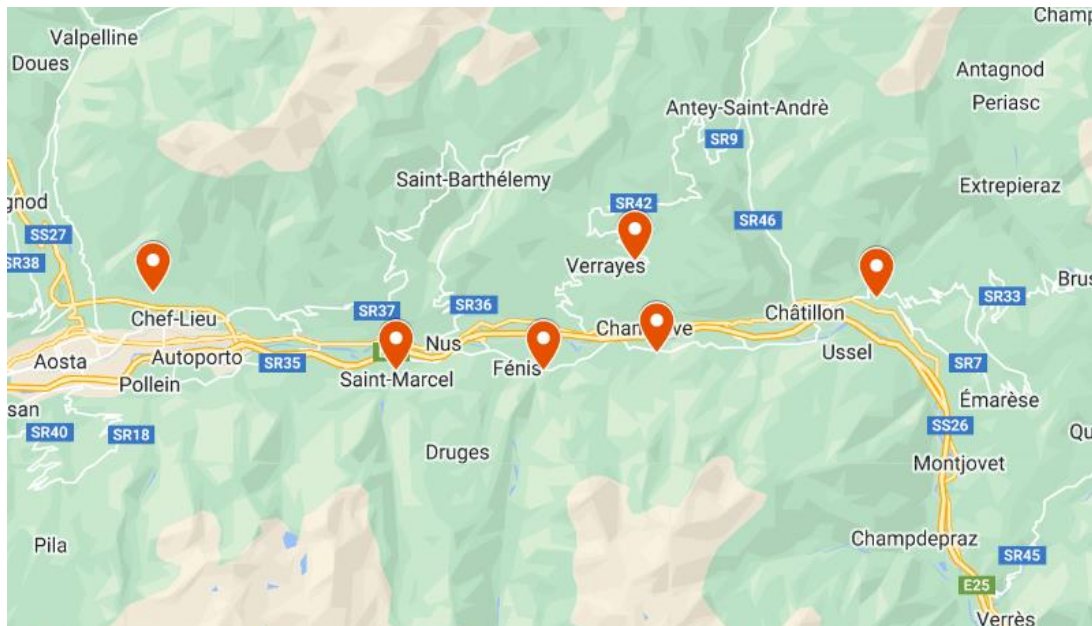 Champ
Valpelline
Doues
Antagnod
Periasc
Antey-Saint-Andrè
SR9
Saint-Barthélemy
Extrepieraz
gnod
SR42
SR46
SS27
SR38
Verrayes
Brus
SR33
SR37
SR36
Chef-Lieu
Châtillon
Nus
Ussel
Aosta
Autoporto
SR35
Fénis
SR7
Pollein
Saint-Marcel
Émarèse
san
SR40
SR18
SS26
Qu
Druges
Montjovet
Pila
Champdepraz
SR45
E25
Verrès